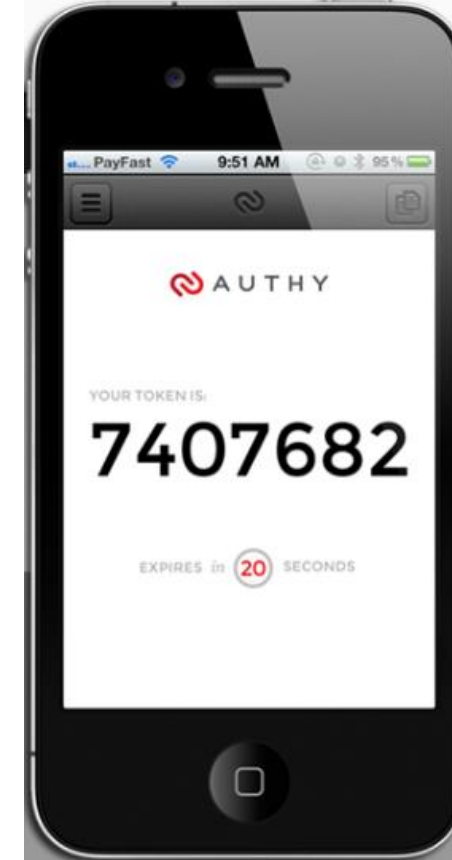 PayFast 9:51 AM 95%
AUTHY
YOUR TOKEN IS:
7407682
EXPIRES in 20 SECONDS